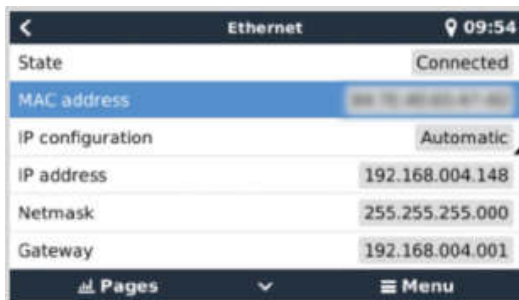 Ethernet 09:54
State Connected
MAC address
IP configuration Automatic
IP address 192.168.004.148
Netmask 255.255.255.000
Gateway 192.168.004.001
Pages Menu